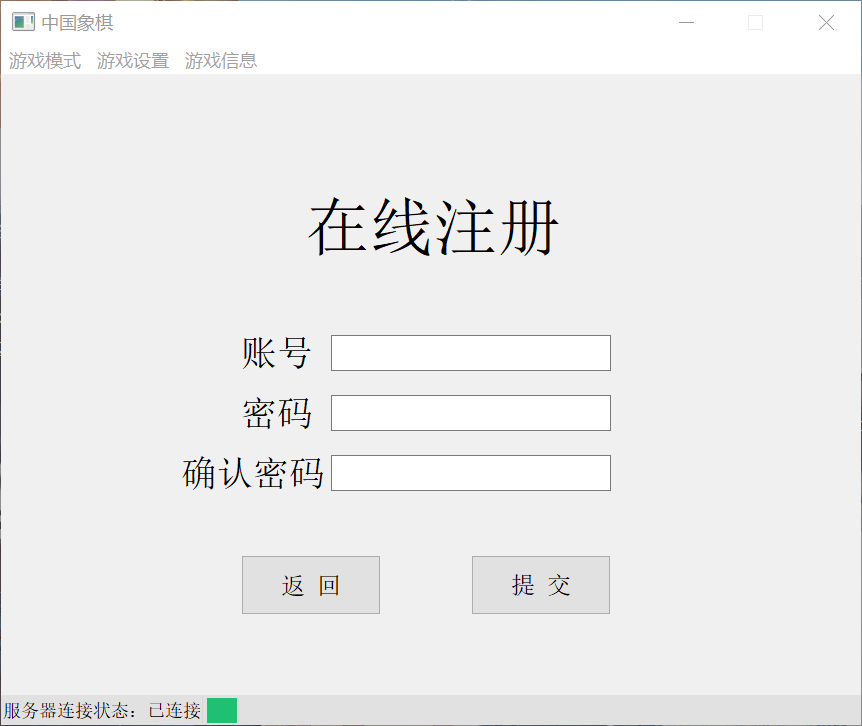 中国象棋
游戏模式 游戏设置 游戏信息
在线注册
账号
密码
确认密码
返 回 提 交
服务器连接状态：已连接